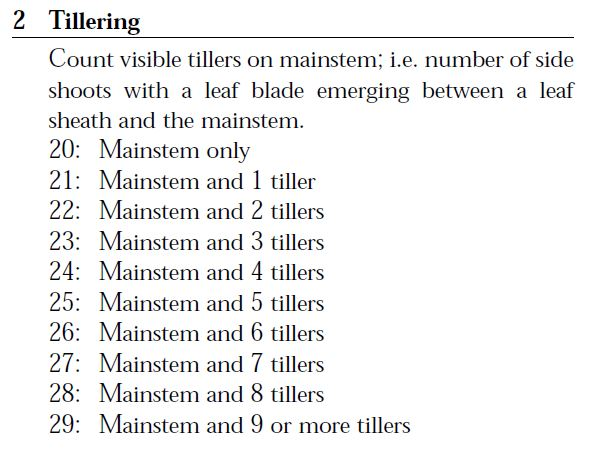 2 Tillering
Count visible tillers on mainstem; i.e. number of side
shoots with a leaf blade emerging between a leaf
sheath and the mainstem.
20: Mainstem only
21: Mainstem and 1 tiller
22: Mainstem and 2 tillers
23: Mainstem and 3 tillers
24: Mainstem and 4 tillers
25: Mainstem and 5 tillers
26: Mainstem and 6 tillers
27: Mainstem and 7 tillers
28: Mainstem and 8 tillers
29: Mainstem and 9 or more tillers